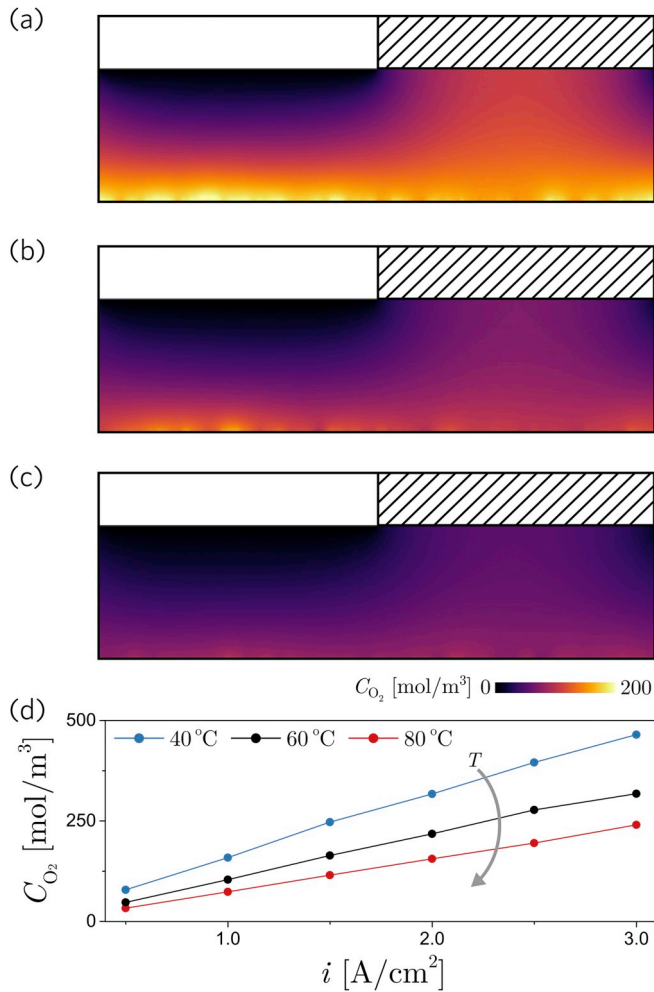 (a)
(b)
(c)
C_O₂ [mol/m³] 0 200
(d)
500
250
0
40 °C 60 °C 80 °C
T
C_O₂ [mol/m³]
1.0 2.0 3.0
i [A/cm²]